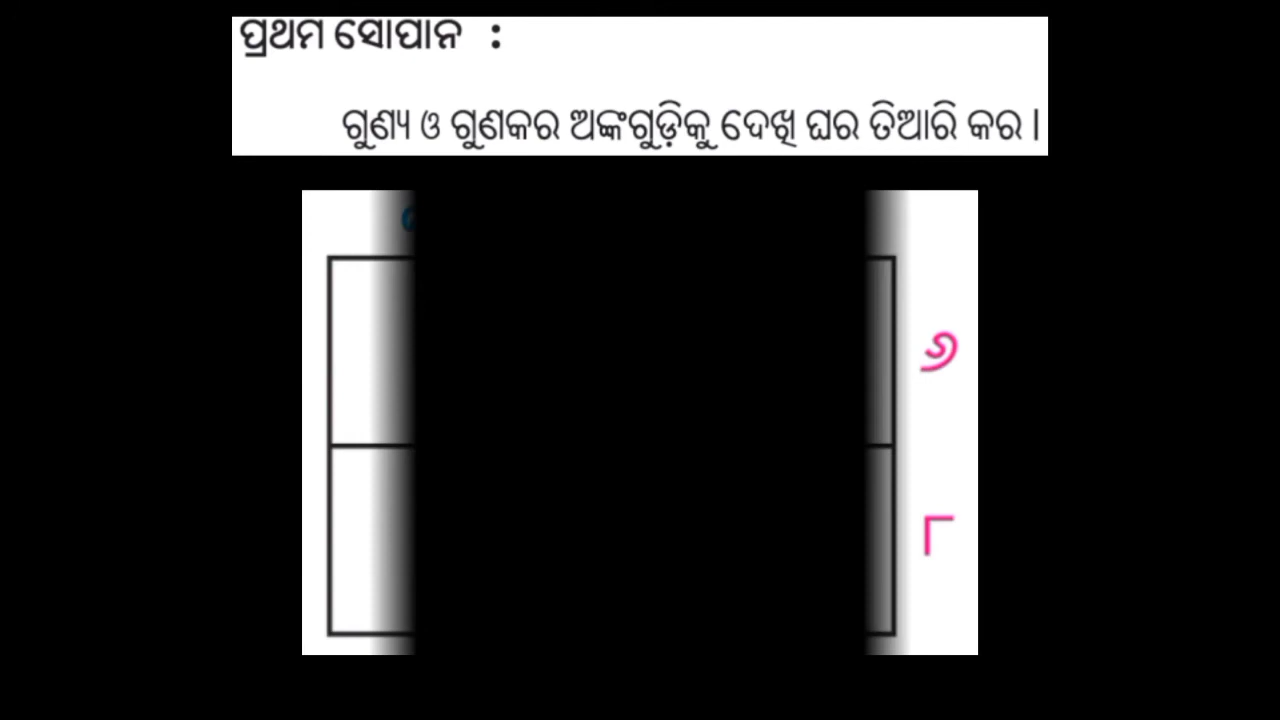 ପ୍ରଥମ ସୋପାନ :
ଗୁଣ୍ୟ ଓ ଗୁଣକର ଅଙ୍କଗୁଡ଼ିକୁ ଦେଖି ଘର ତିଆରି କର ।
୬
୮